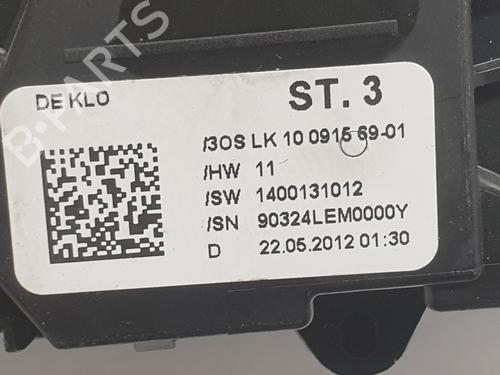 DE KLO
ST. 3
/3OS LK 10 0915 69-01
/HW 11
/SW 1400131012
/SN 90324LEM0000Y
D 22.05.2012 01:30
B-PARTS